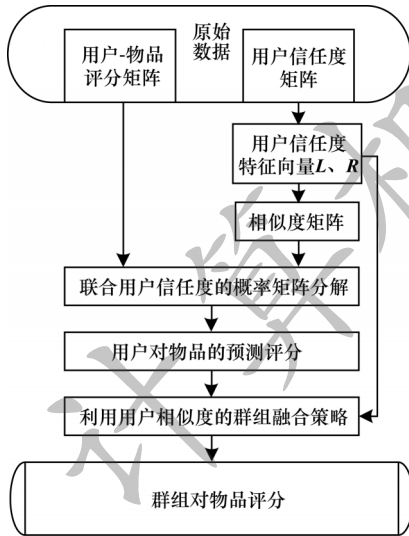 原始
数据
用户-物品
评分矩阵
用户信任度
矩阵
用户信任度
特征向量L、R
相似度矩阵
联合用户信任度的概率矩阵分解
用户对物品的预测评分
利用用户相似度的群组融合策略
群组对物品评分
计算机